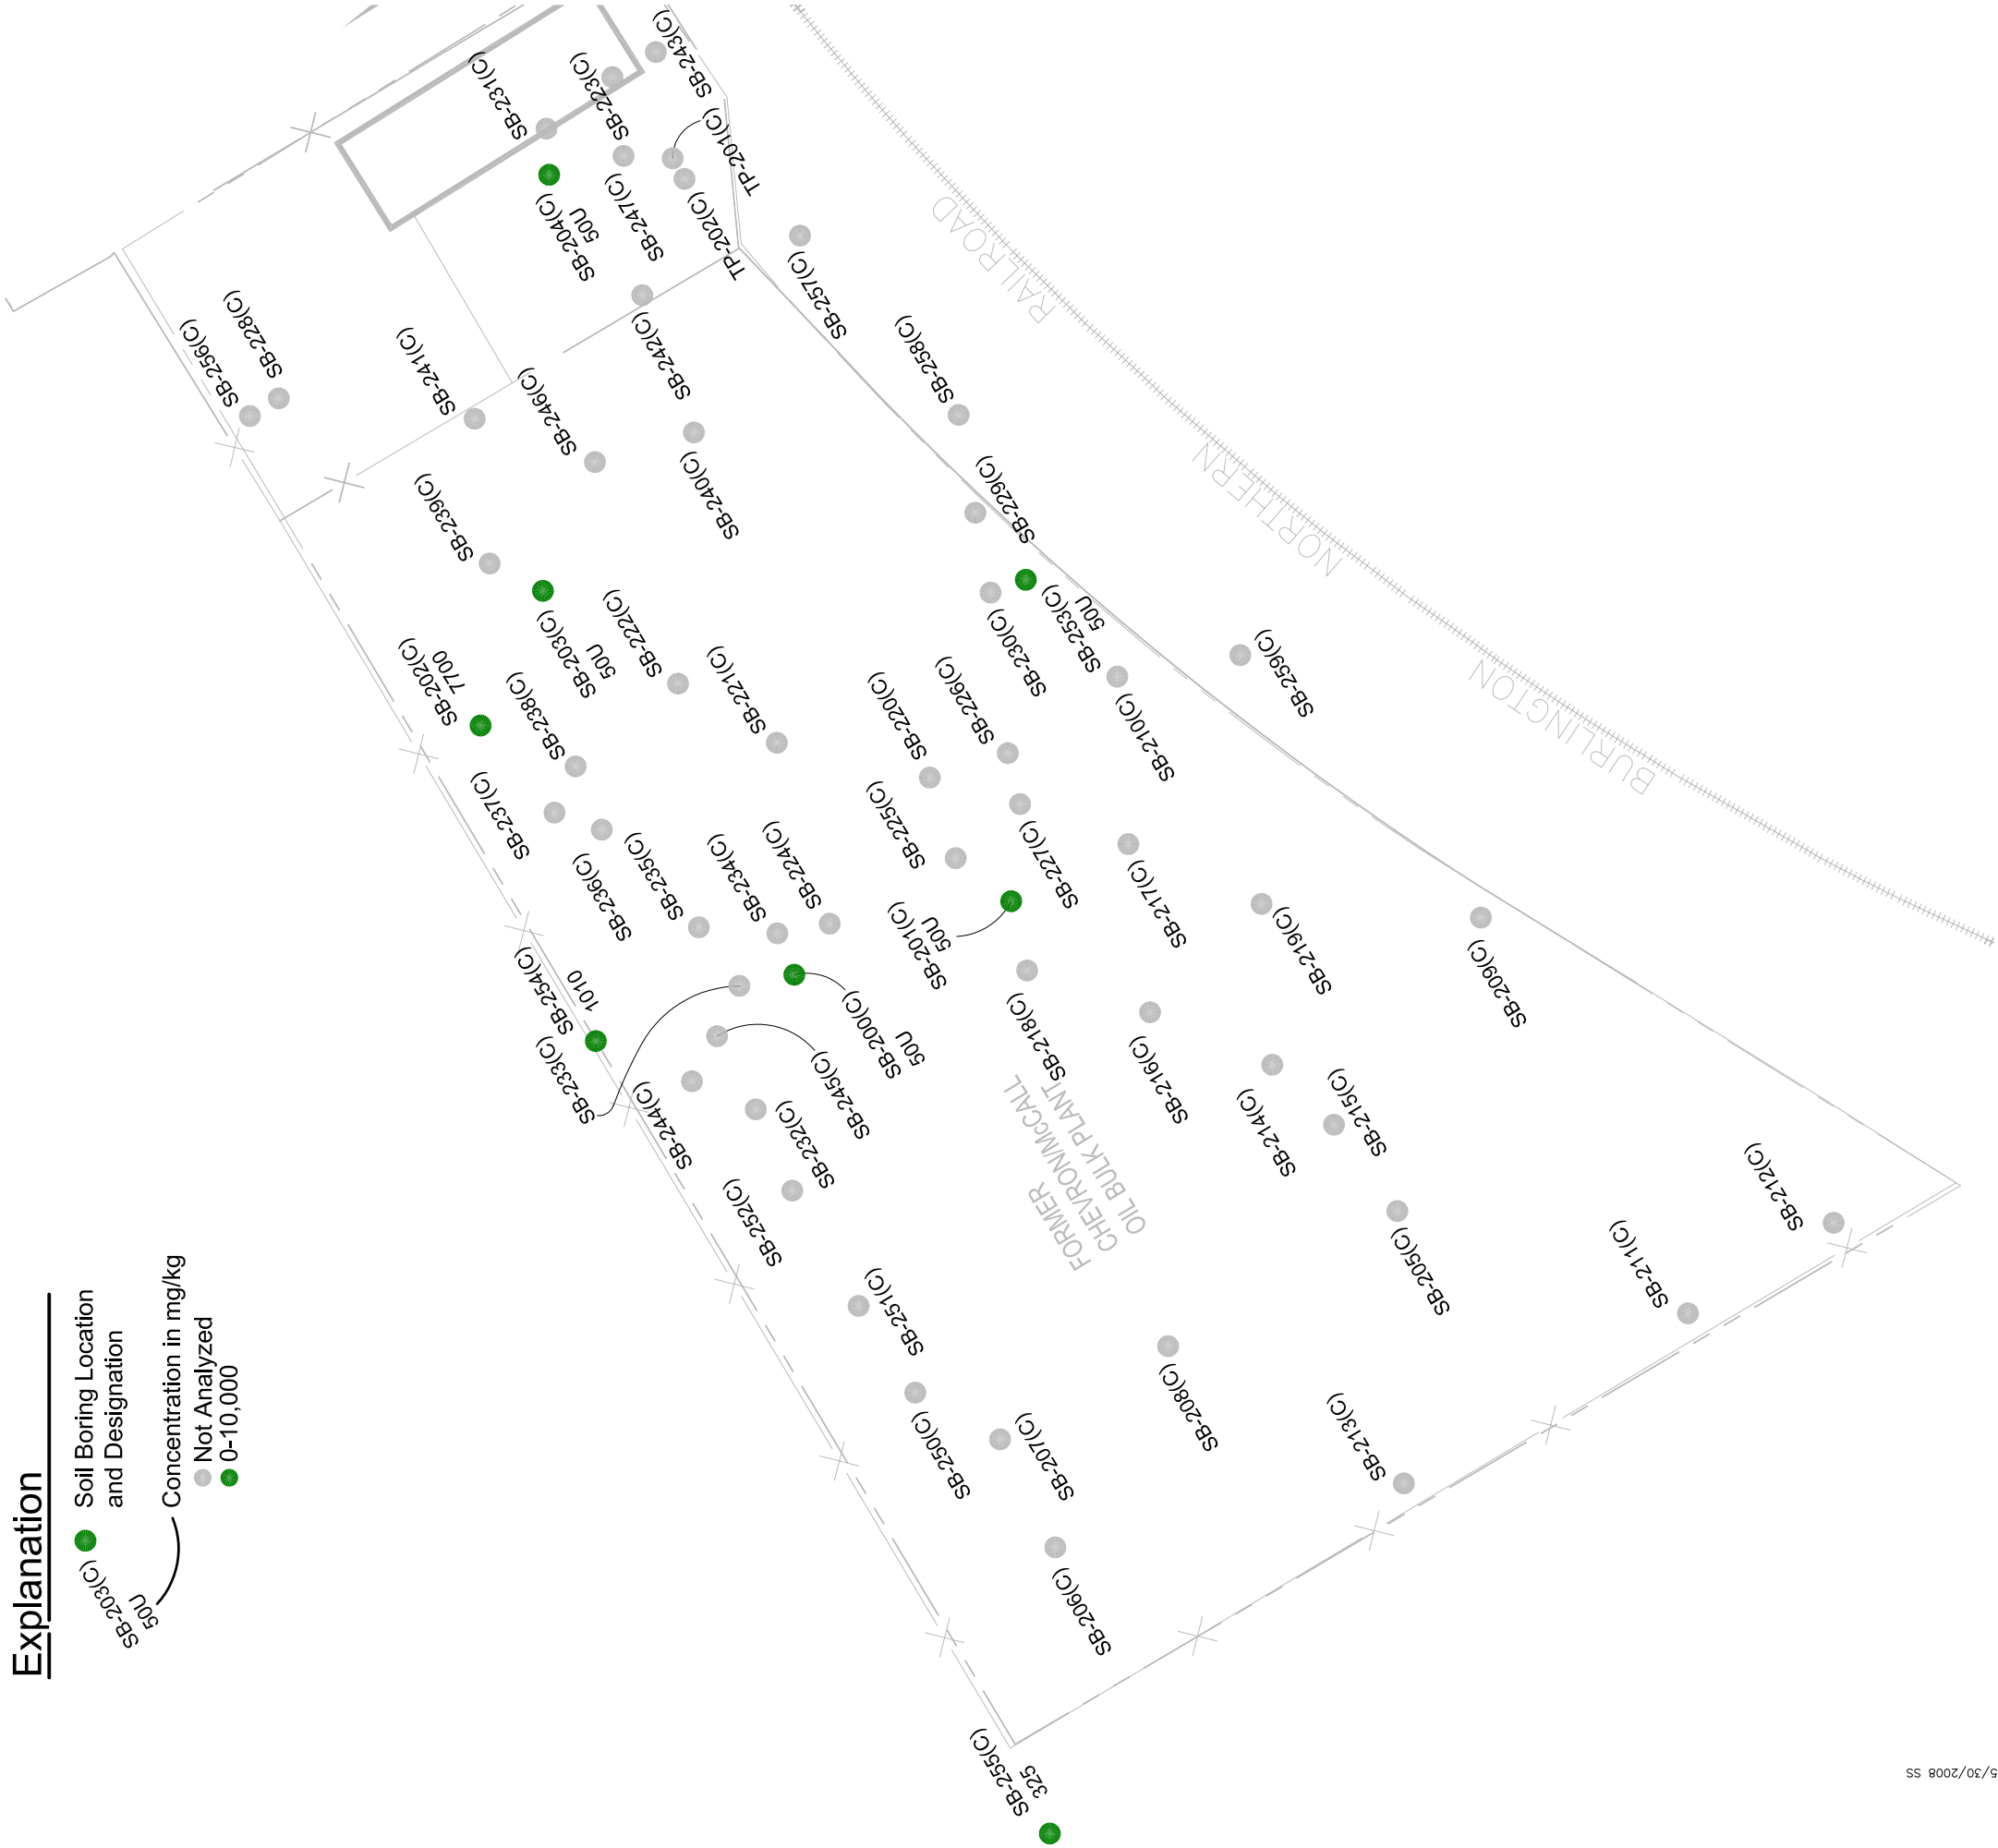 Explanation
SB-203(C)
50U
Soil Boring Location
and Designation
Concentration in mg/kg
Not Analyzed
0-10,000
SB-231(C)
SB-223(C)
SB-243(C)
TP-201(C)
TP-202(C)
SB-204(C)
50U
SB-247(C)
SB-242(C)
SB-257(C)
RAILROAD
SB-256(C)
SB-228(C)
SB-241(C)
SB-246(C)
SB-240(C)
SB-258(C)
SB-239(C)
SB-229(C)
NORTHERN
SB-203(C)
50U
SB-222(C)
SB-230(C)
SB-253(C)
50U
SB-202(C)
7700
SB-238(C)
SB-221(C)
SB-220(C)
SB-226(C)
SB-210(C)
SB-259(C)
BURLINGTON
SB-237(C)
SB-236(C)
SB-235(C)
SB-234(C)
SB-224(C)
SB-225(C)
SB-227(C)
SB-217(C)
SB-201(C)
50U
SB-219(C)
SB-209(C)
SB-254(C)
1010
SB-233(C)
SB-200(C)
50U
SB-218(C)
SB-244(C)
SB-245(C)
SB-232(C)
SB-216(C)
SB-214(C)
SB-215(C)
FORMER
CHEVRON/McCALL
OIL BULK PLANT
SB-252(C)
SB-251(C)
SB-205(C)
SB-211(C)
SB-212(C)
SB-250(C)
SB-207(C)
SB-208(C)
SB-213(C)
SB-206(C)
SB-255(C)
325
5/30/2008 SS